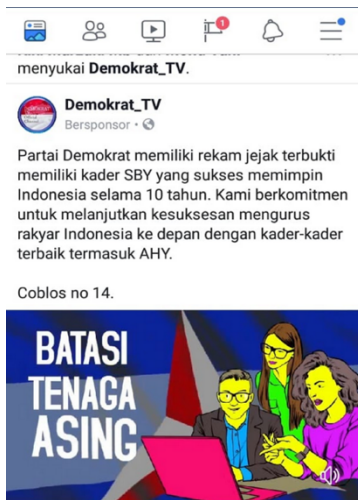 menyukai Demokrat_TV.
Demokrat_TV
Bersponsor ·
Partai Demokrat memiliki rekam jejak terbukti
memiliki kader SBY yang sukses memimpin
Indonesia selama 10 tahun. Kami berkomitmen
untuk melanjutkan kesuksesan mengurus
rakyar Indonesia ke depan dengan kader-kader
terbaik termasuk AHY.
Coblos no 14.
BATASI
TENAGA
ASING